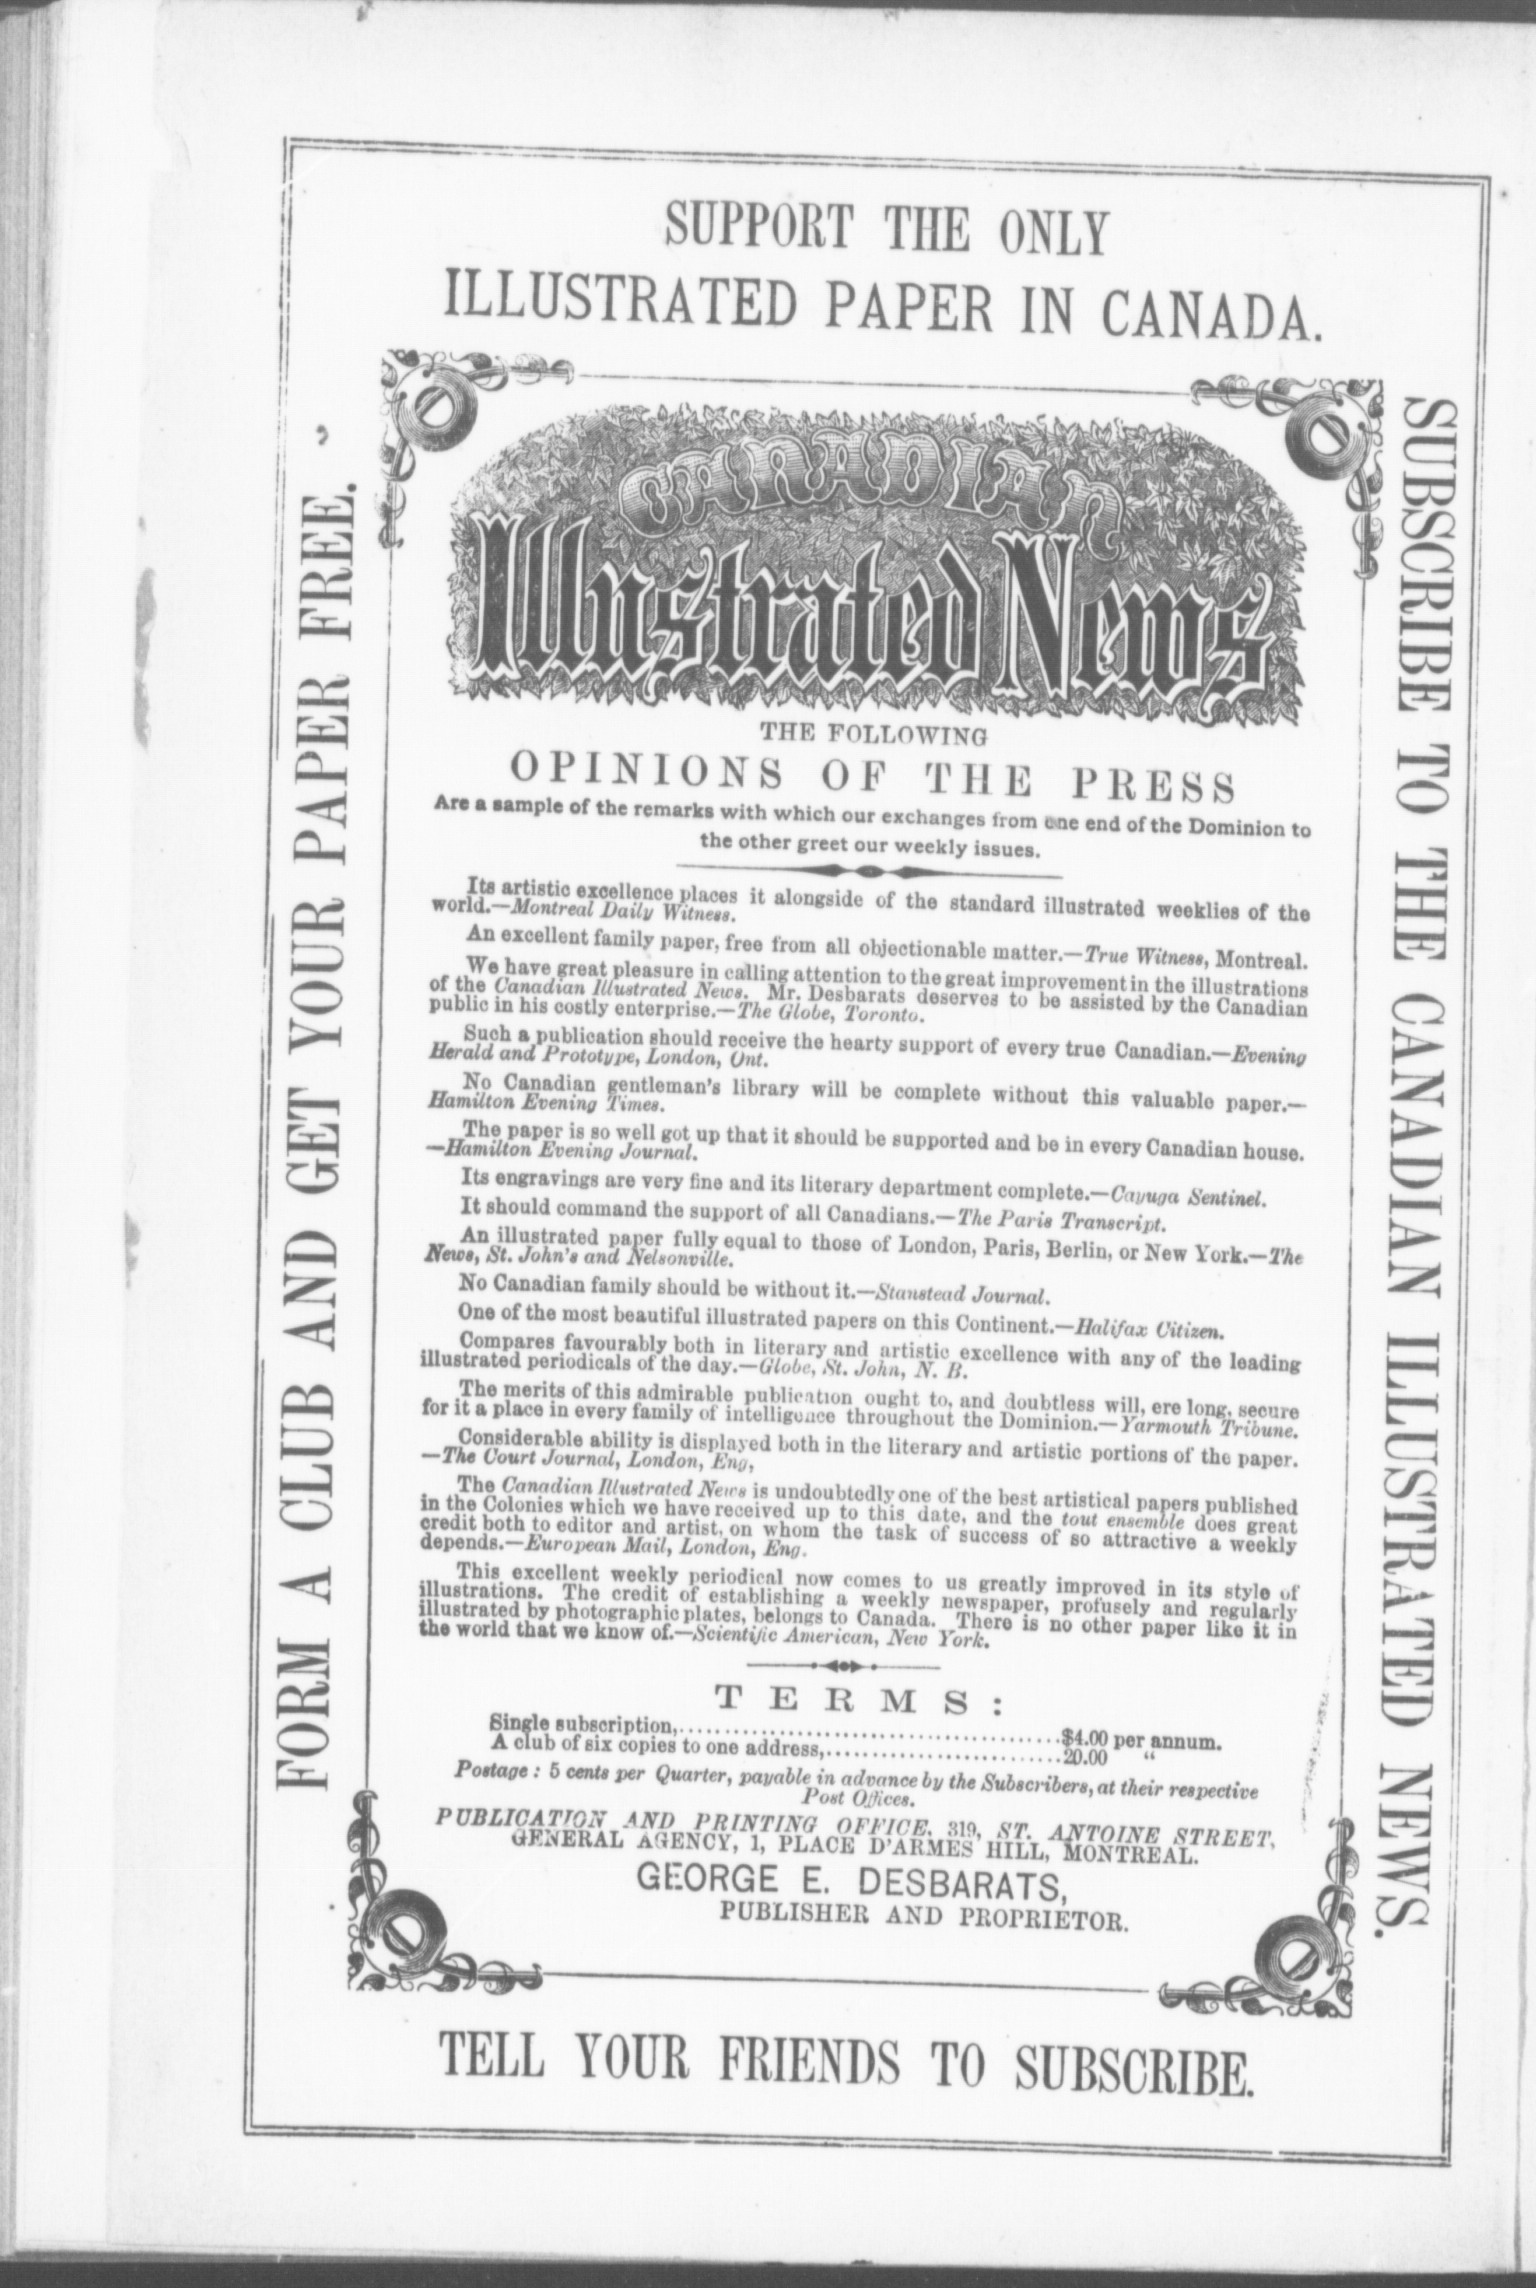 SUPPORT THE ONLY
ILLUSTRATED PAPER IN CANADA.
FORM A CLUB AND GET YOUR PAPER FREE.
SUBSCRIBE TO THE CANADIAN ILLUSTRATED NEWS.
CANADIAN
Illustrated News
THE FOLLOWING
OPINIONS OF THE PRESS
Are a sample of the remarks with which our exchanges from one end of the Dominion to
the other greet our weekly issues.
Its artistic excellence places it alongside of the standard illustrated weeklies of the
world.—Montreal Daily Witness.
An excellent family paper, free from all objectionable matter.—True Witness, Montreal.
We have great pleasure in calling attention to the great improvement in the illustrations
of the Canadian Illustrated News. Mr. Desbarats deserves to be assisted by the Canadian
public in his costly enterprise.—The Globe, Toronto.
Such a publication should receive the hearty support of every true Canadian.—Evening
Herald and Prototype, London, Ont.
No Canadian gentleman's library will be complete without this valuable paper.—
Hamilton Evening Times.
The paper is so well got up that it should be supported and be in every Canadian house.
—Hamilton Evening Journal.
Its engravings are very fine and its literary department complete.—Cayuga Sentinel.
It should command the support of all Canadians.—The Paris Transcript.
An illustrated paper fully equal to those of London, Paris, Berlin, or New York.—The
News, St. John's and Nelsonville.
No Canadian family should be without it.—Stanstead Journal.
One of the most beautiful illustrated papers on this Continent.—Halifax Citizen.
Compares favourably both in literary and artistic excellence with any of the leading
illustrated periodicals of the day.—Globe, St. John, N. B.
The merits of this admirable publication ought to, and doubtless will, ere long, secure
for it a place in every family of intelligence throughout the Dominion.—Yarmouth Tribune.
Considerable ability is displayed both in the literary and artistic portions of the paper.
—The Court Journal, London, Eng,
The Canadian Illustrated News is undoubtedly one of the best artistical papers published
in the Colonies which we have received up to this date, and the tout ensemble does great
credit both to editor and artist, on whom the task of success of so attractive a weekly
depends.—European Mail, London, Eng.
This excellent weekly periodical now comes to us greatly improved in its style of
illustrations. The credit of establishing a weekly newspaper, profusely and regularly
illustrated by photographic plates, belongs to Canada. There is no other paper like it in
the world that we know of.—Scientific American, New York.
TERMS:
Single subscription,........................................$4.00 per annum.
A club of six copies to one address,..........................20.00 "
Postage: 5 cents per Quarter, payable in advance by the Subscribers, at their respective
Post Offices.
PUBLICATION AND PRINTING OFFICE, 319, ST. ANTOINE STREET,
GENERAL AGENCY, 1, PLACE D'ARMES HILL, MONTREAL.
GEORGE E. DESBARATS,
PUBLISHER AND PROPRIETOR.
TELL YOUR FRIENDS TO SUBSCRIBE.